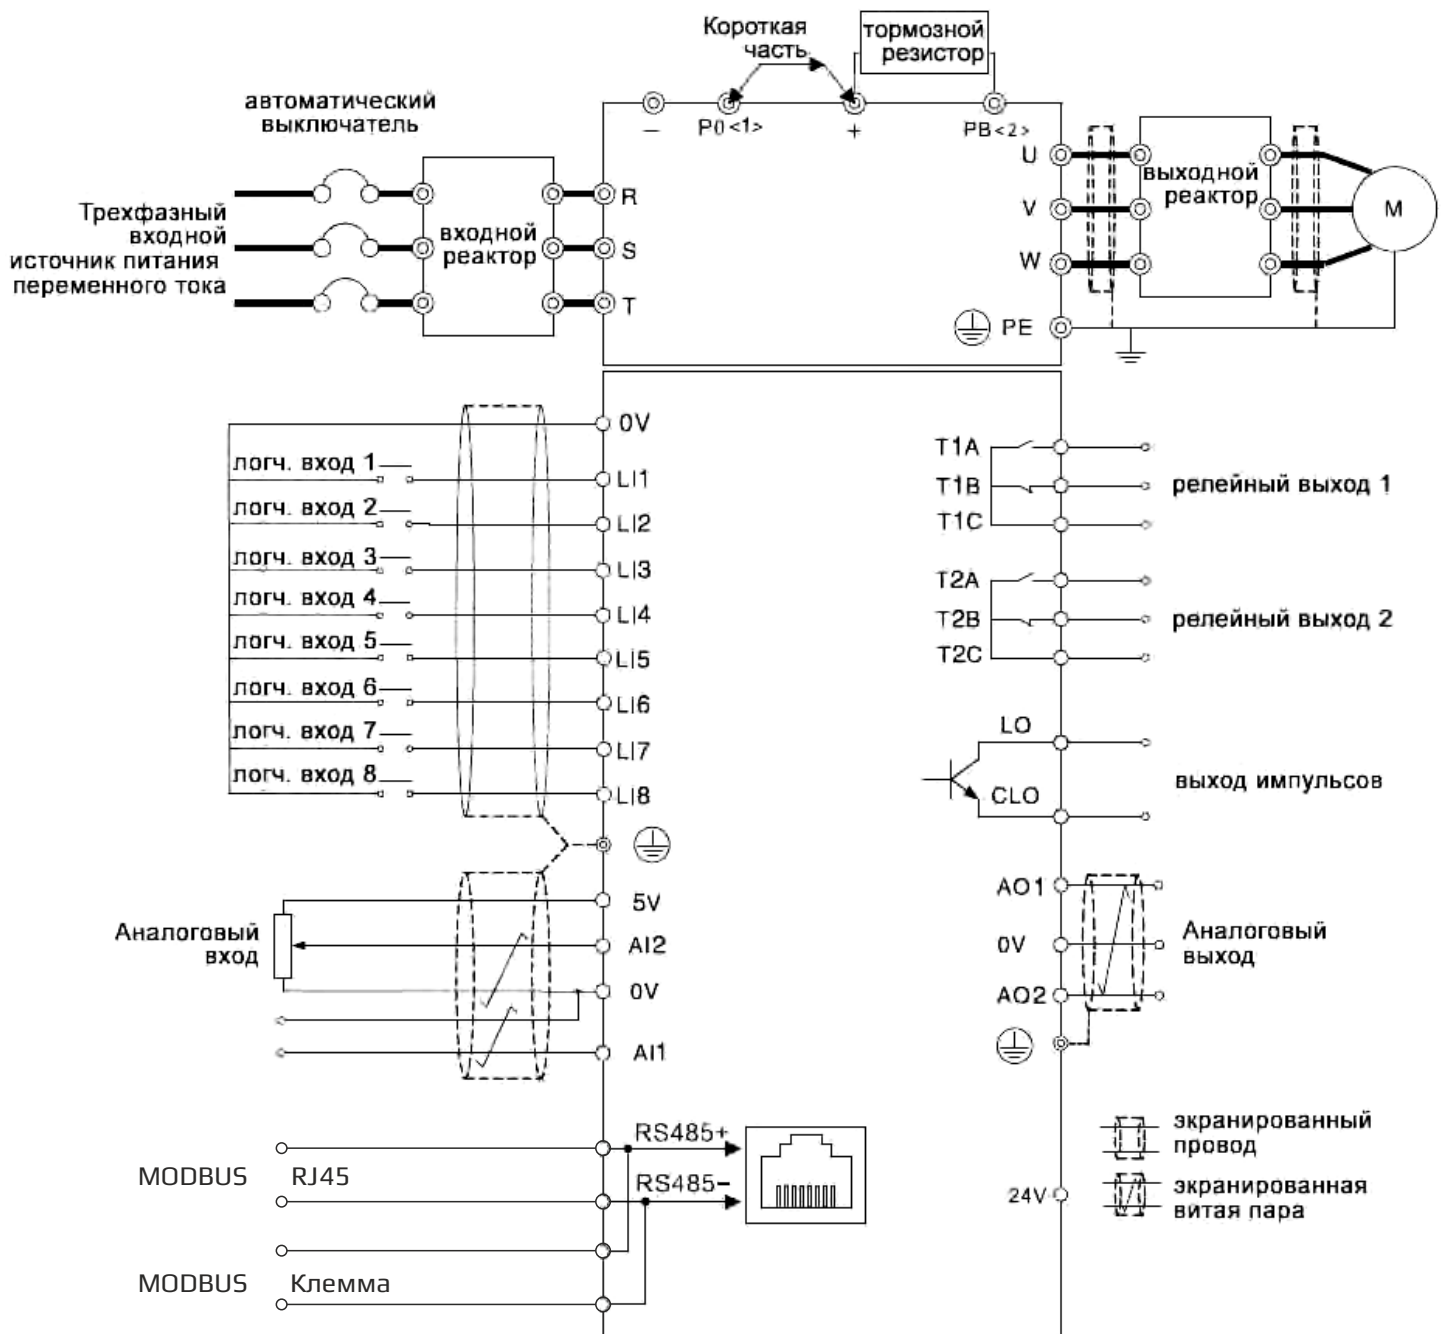 Короткая
часть
тормозной
резистор
автоматический
выключатель
–
P0<1>
+
PB<2>
Трехфазный
входной
источник питания
переменного тока
входной
реактор
R
S
T
U
V
W
PE
выходной
реактор
M
0V
логч. вход 1
LI1
логч. вход 2
LI2
логч. вход 3
LI3
логч. вход 4
LI4
логч. вход 5
LI5
логч. вход 6
LI6
логч. вход 7
LI7
логч. вход 8
LI8
T1A
T1B
T1C
релейный выход 1
T2A
T2B
T2C
релейный выход 2
LO
CLO
выход импульсов
Аналоговый
вход
5V
AI2
0V
AI1
AO1
0V
AO2
Аналоговый
выход
MODBUS RJ45
RS485+
RS485–
MODBUS Клемма
24V
экранированный
провод
экранированная
витая пара